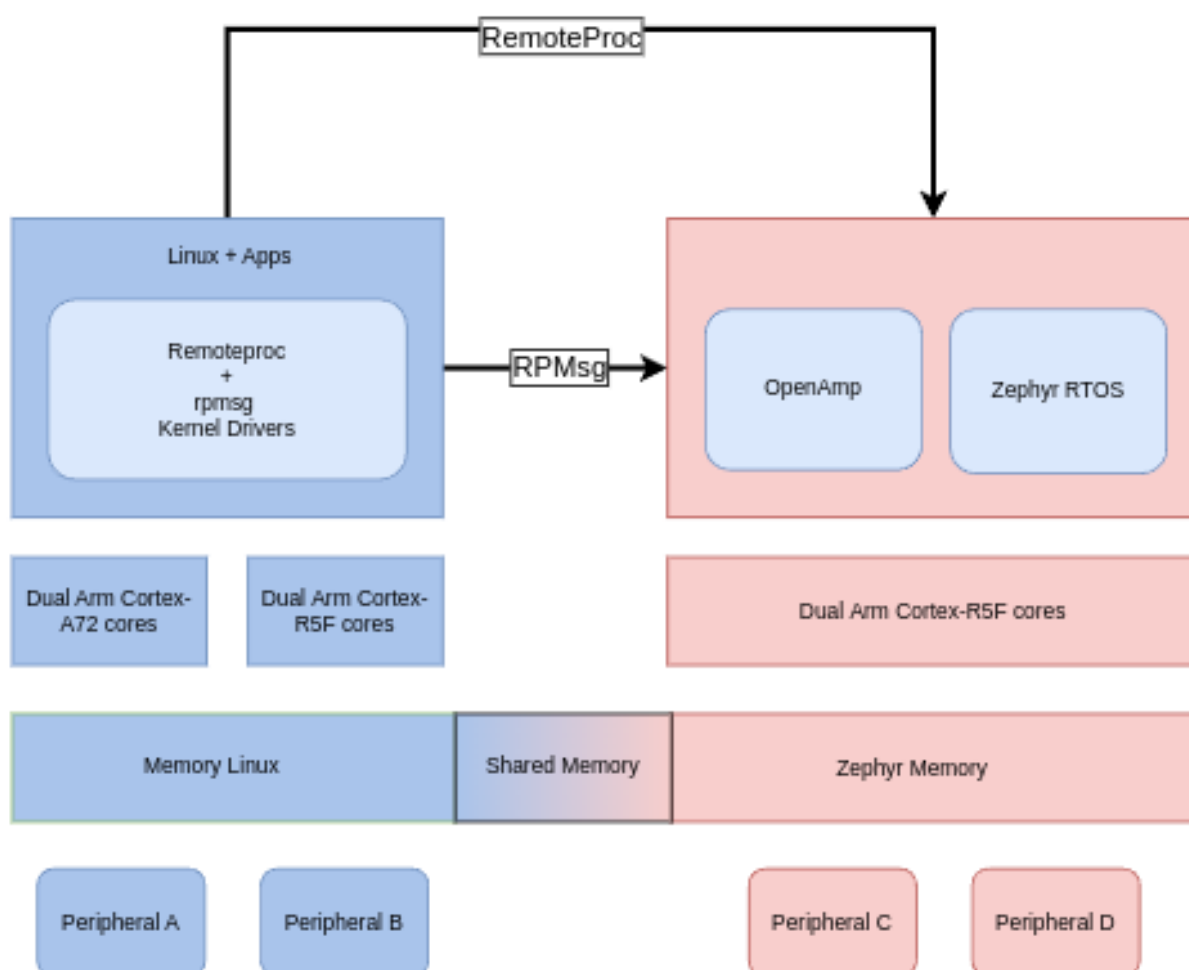 RemoteProc
Linux + Apps
Remoteproc
+
rpmsg
Kernel Drivers
RPMsg
OpenAmp
Zephyr RTOS
Dual Arm Cortex-
A72 cores
Dual Arm Cortex-
R5F cores
Dual Arm Cortex-R5F cores
Memory Linux
Shared Memory
Zephyr Memory
Peripheral A
Peripheral B
Peripheral C
Peripheral D